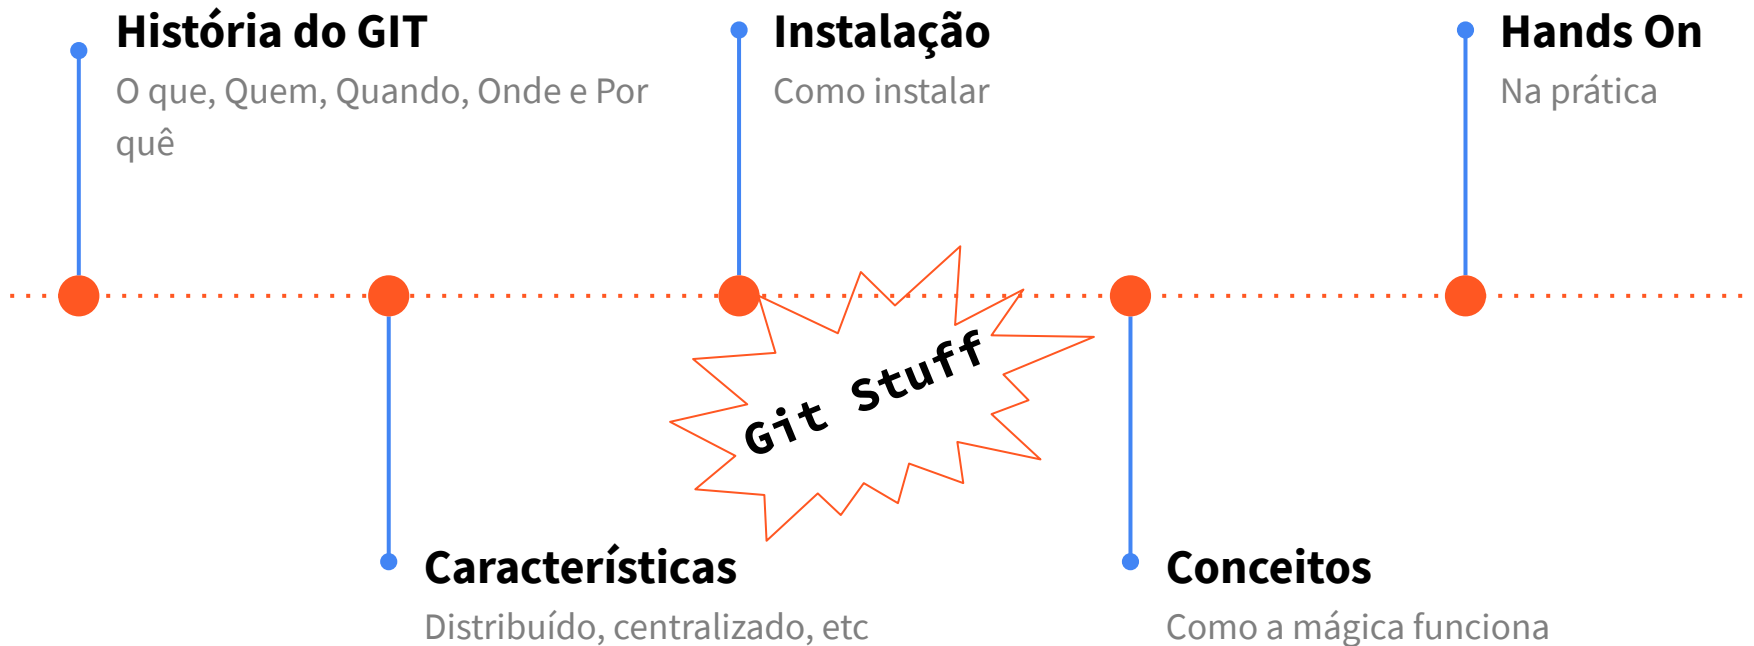 História do GIT
O que, Quem, Quando, Onde e Por
quê
Instalação
Como instalar
Hands On
Na prática
Git Stuff
Características
Distribuído, centralizado, etc
Conceitos
Como a mágica funciona